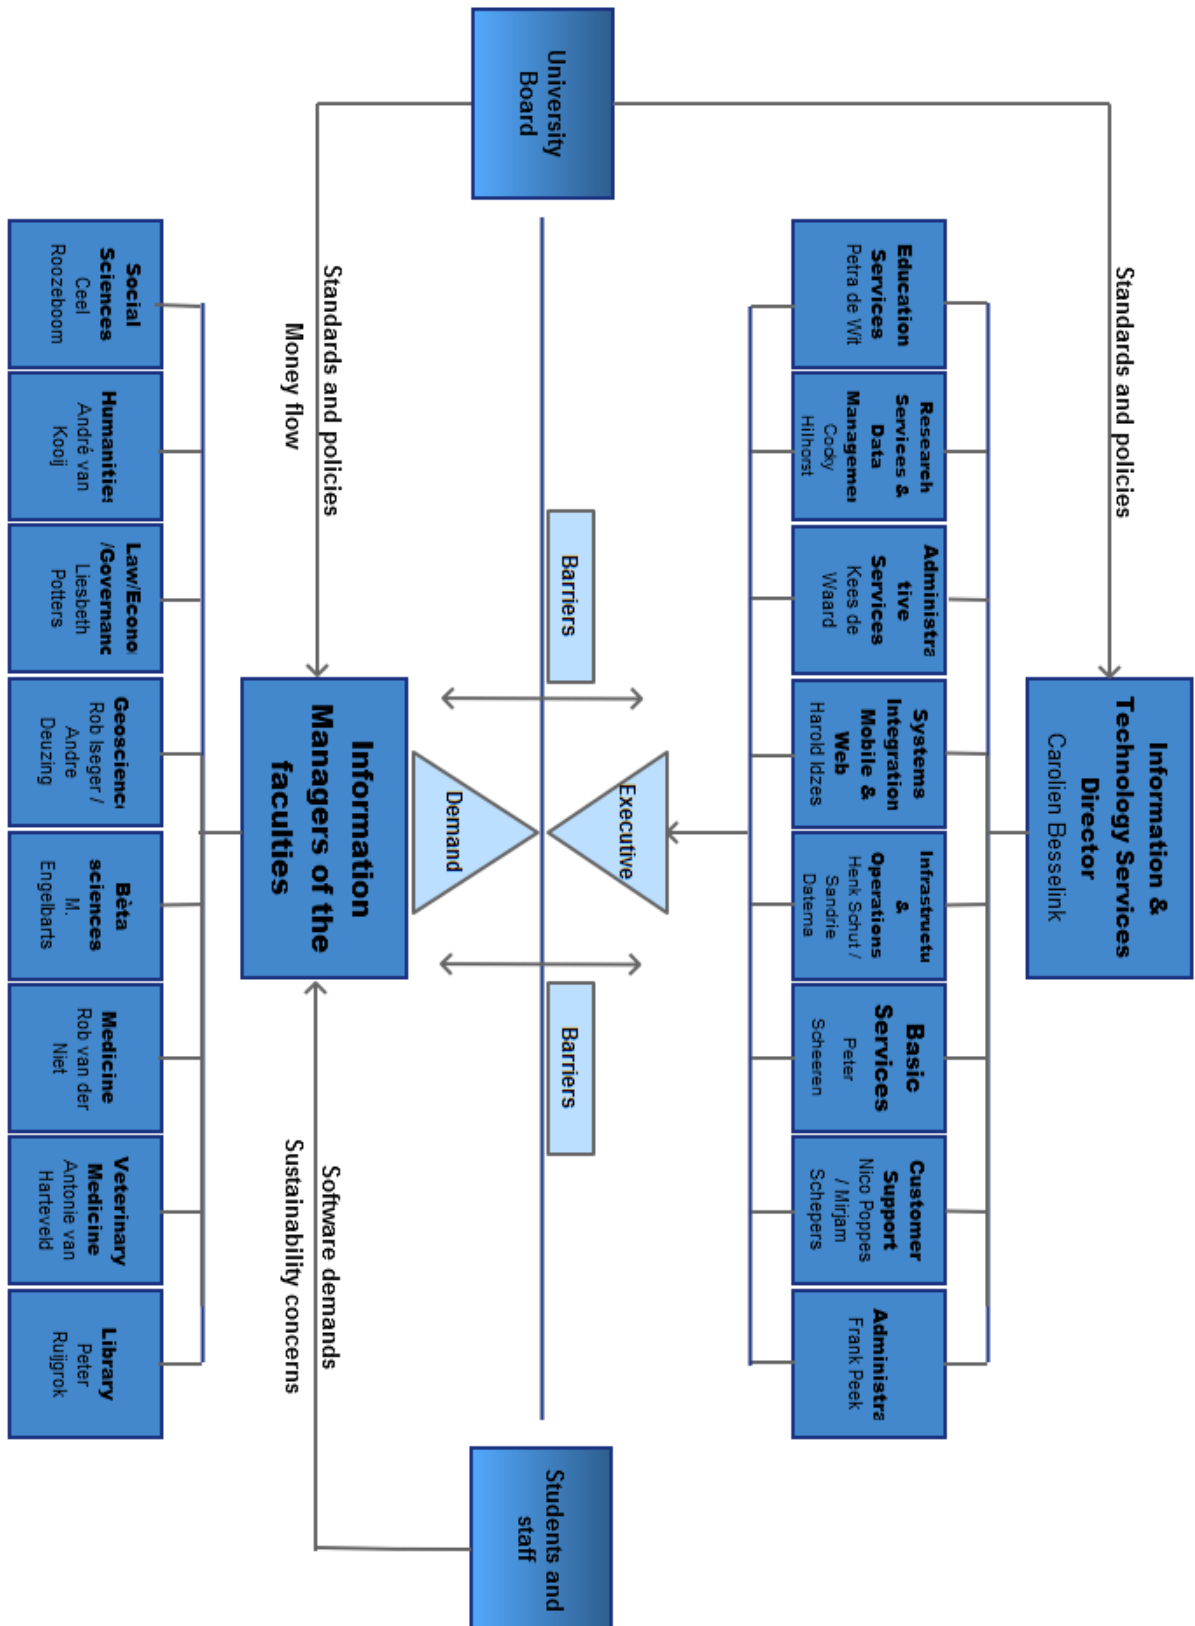 Information &
Technology Services
Director
Carolien Besselink
Standards and policies
Education
Services
Petra de Wit
Research
Services &
Data
Managemen
Cocky
Hilhorst
Administra
tive
Services
Kees de
Waard
Systems
Integration
Mobile &
Web
Harold Idzes
Infrastructu
&
Operations
Henk Schut /
Sandrie
Datema
Basic
Services
Peter
Scheeren
Customer
Support
Nico Poppes
/ Mirjam
Schepers
Administra
Frank Peek
University
Board
Barriers
Executive
Demand
Barriers
Students and
staff
Standards and policies
Money flow
Information
Managers of the
faculties
Software demands
Sustainability concerns
Social
Sciences
Ceel
Roozeboom
Humanities
André van
Kooij
Law/Econo
/Governanc
Liesbeth
Potters
Geoscienc
Rob Iseger /
Andre
Deuzing
Bèta
sciences
M.
Engelbarts
Medicine
Rob van der
Niet
Veterinary
Medicine
Antonie van
Harteveld
Library
Peter
Ruijgrok